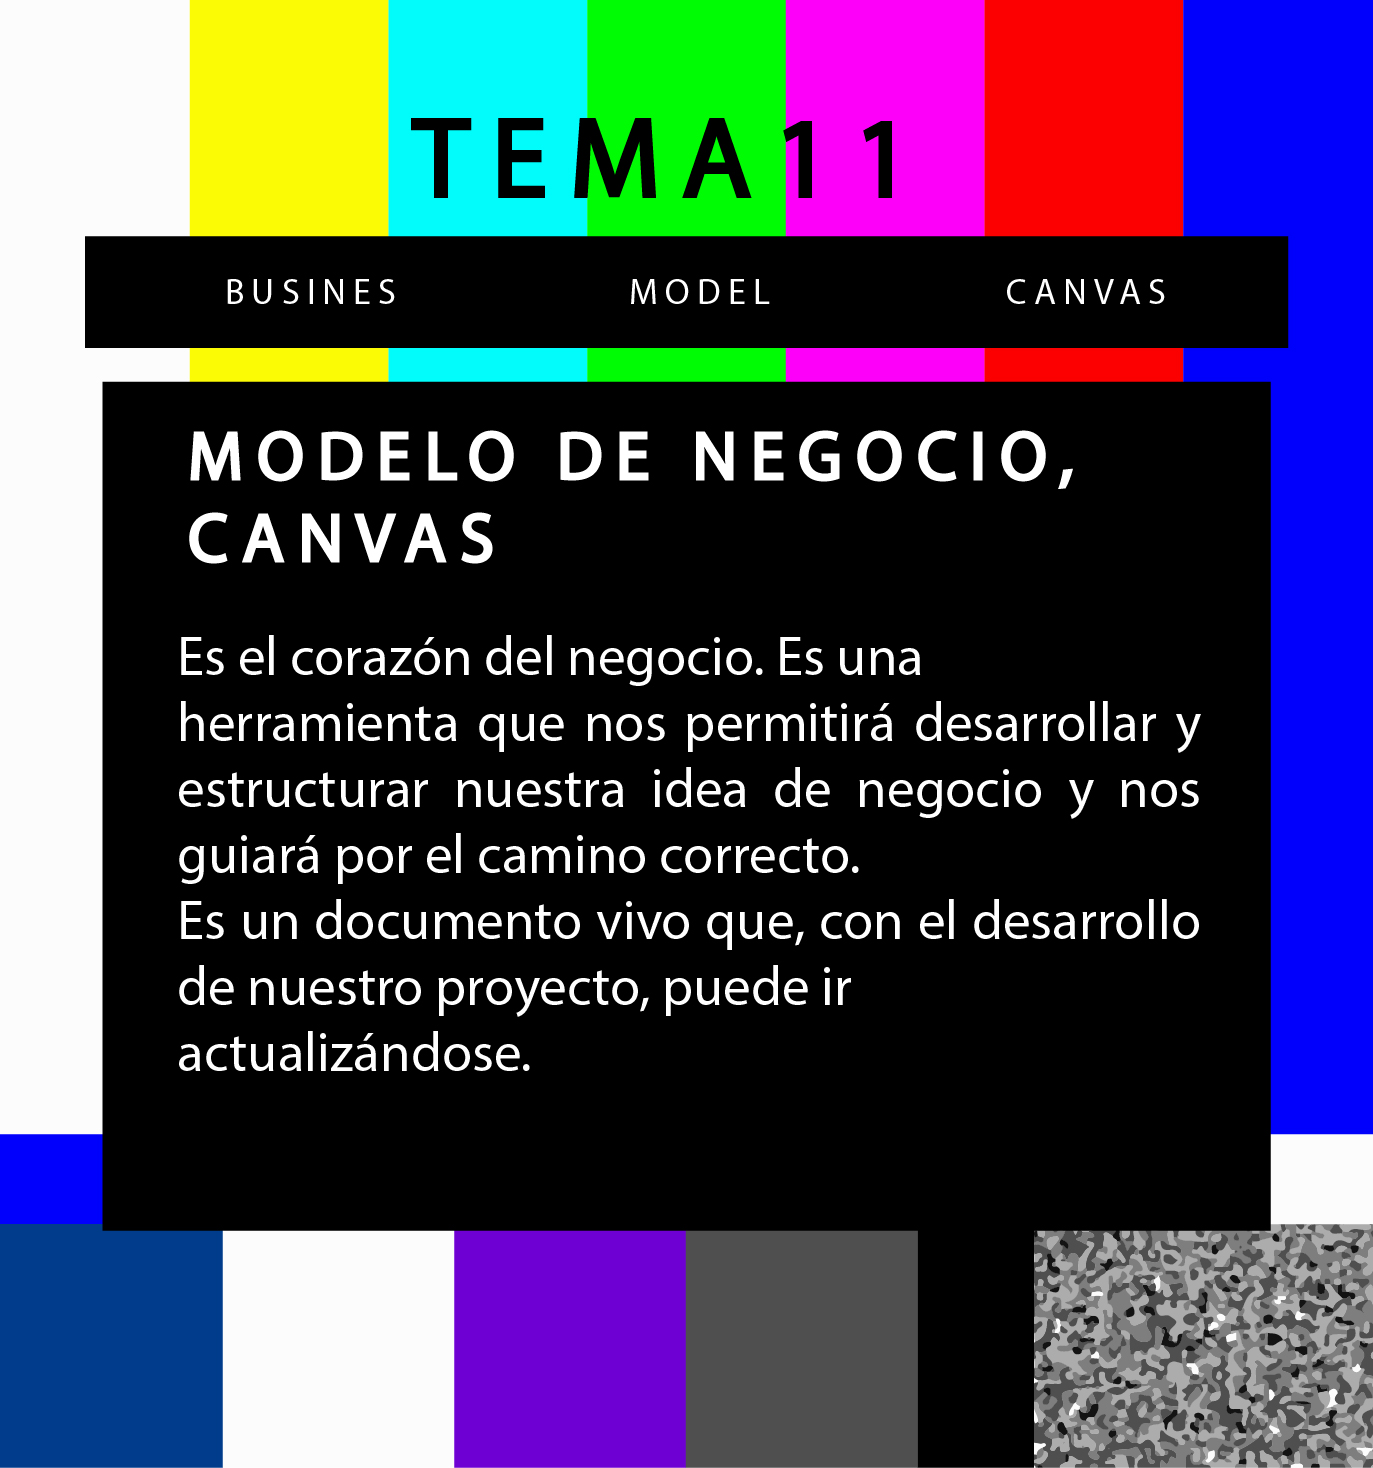 TEMA11
BUSINES MODEL CANVAS
MODELO DE NEGOCIO,
CANVAS
Es el corazón del negocio. Es una
herramienta que nos permitirá desarrollar y
estructurar nuestra idea de negocio y nos
guiará por el camino correcto.
Es un documento vivo que, con el desarrollo
de nuestro proyecto, puede ir
actualizándose.